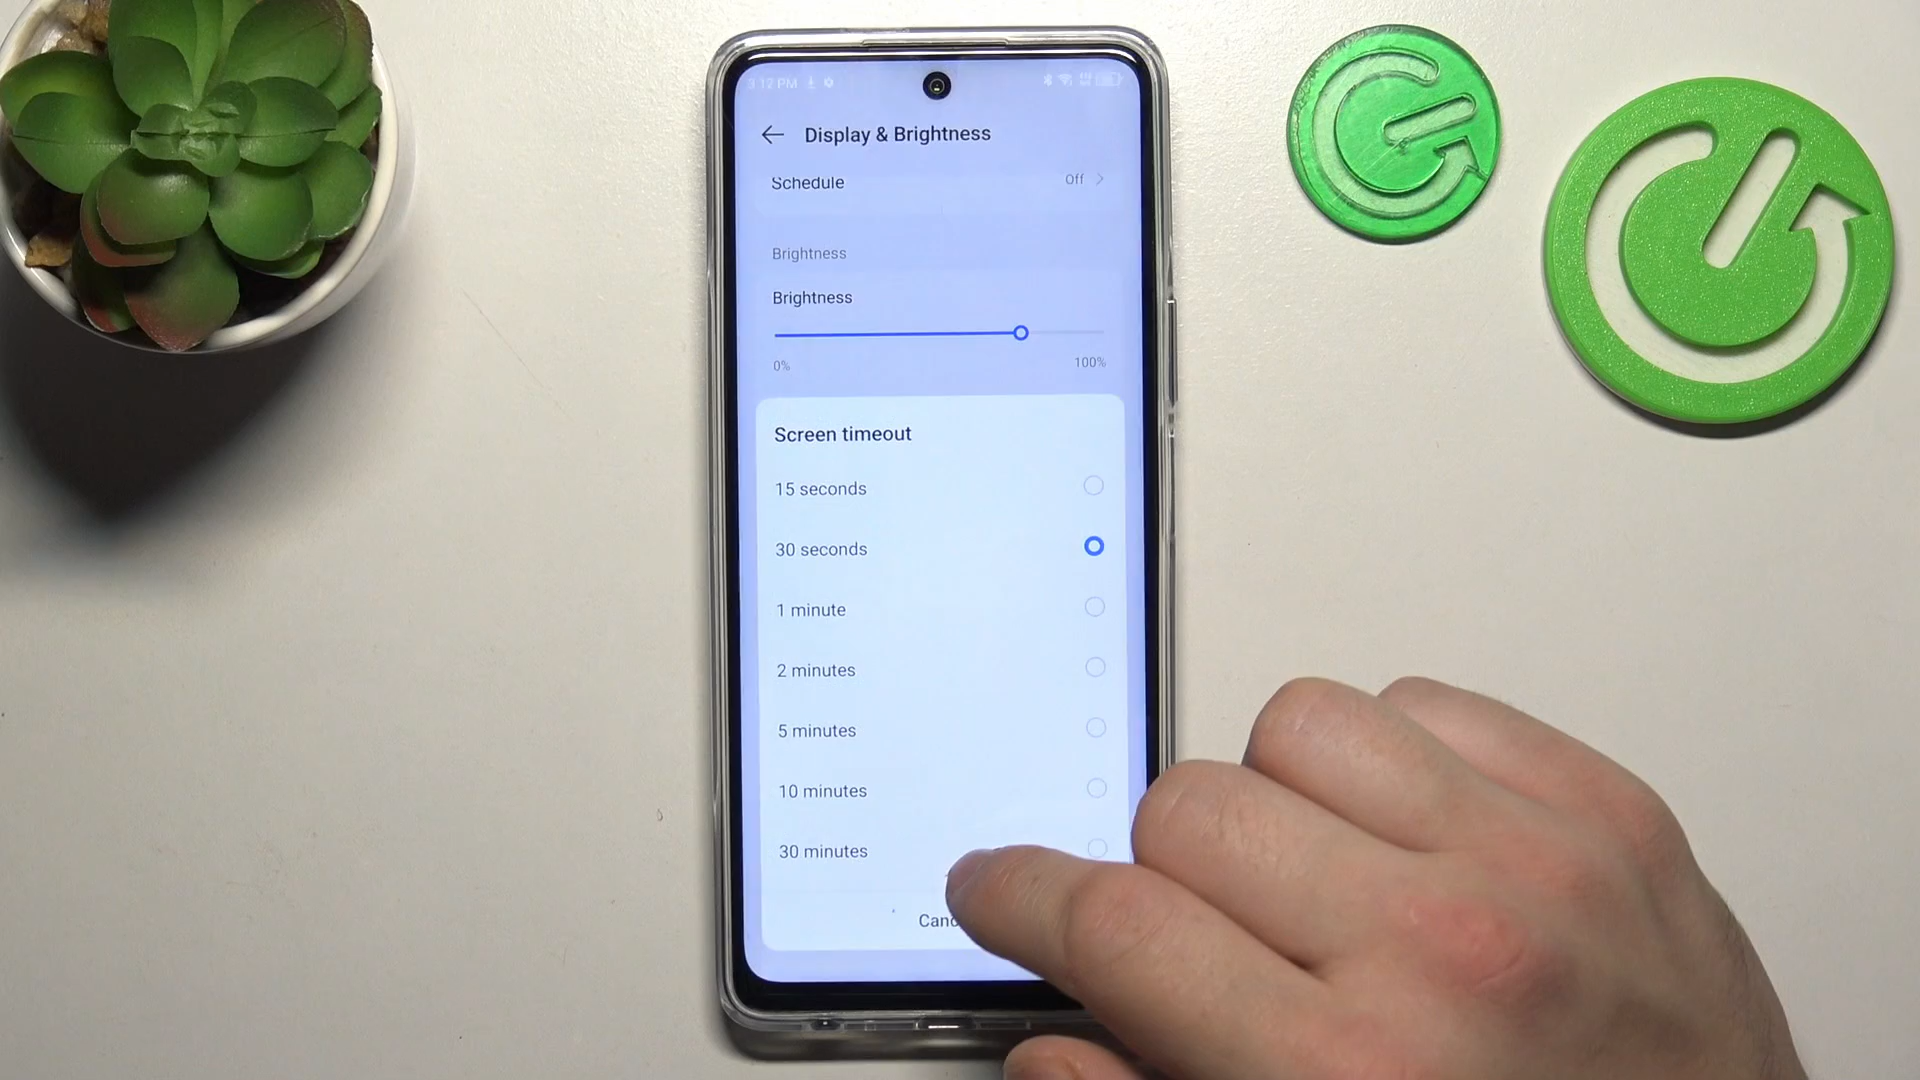 3:12 PM
Display & Brightness
Schedule Off
Brightness
Brightness
0% 100%
Screen timeout
15 seconds
30 seconds
1 minute
2 minutes
5 minutes
10 minutes
30 minutes
Canc